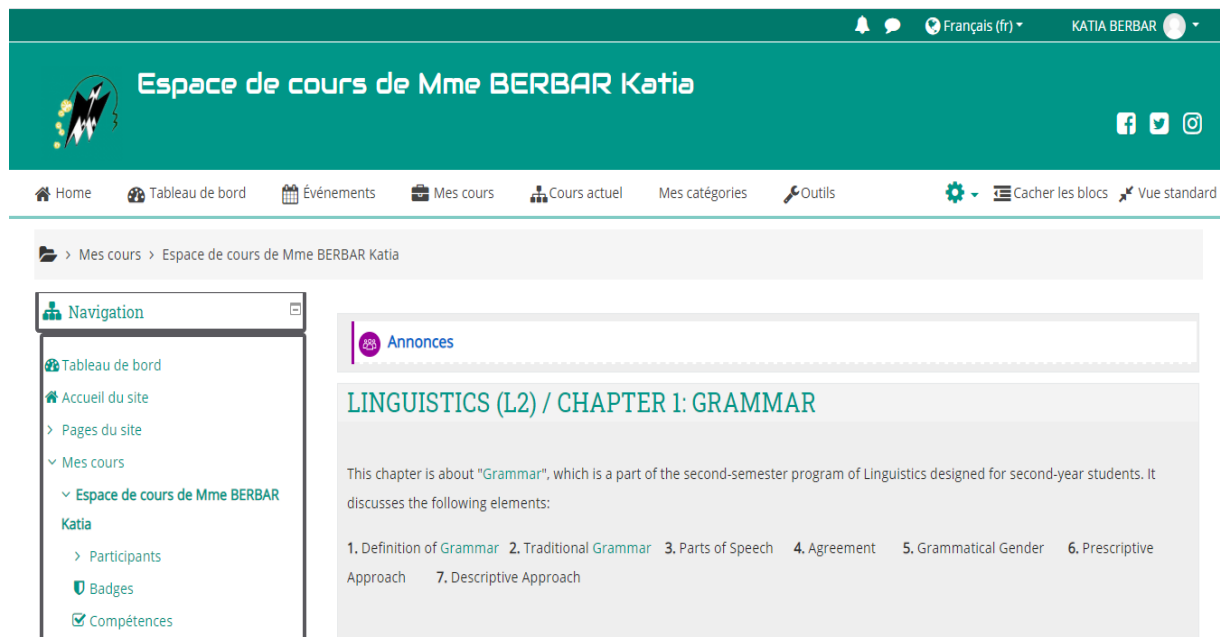 Français (fr) KATIA BERBAR
Espace de cours de Mme BERBAR Katia
Home Tableau de bord Événements Mes cours Cours actuel Mes catégories Outils Cacher les blocs Vue standard
> Mes cours > Espace de cours de Mme BERBAR Katia
Navigation
Tableau de bord
Accueil du site
> Pages du site
Mes cours
Espace de cours de Mme BERBAR
Katia
> Participants
Badges
Compétences
Annonces
LINGUISTICS (L2) / CHAPTER 1: GRAMMAR
This chapter is about "Grammar", which is a part of the second-semester program of Linguistics designed for second-year students. It
discusses the following elements:
1. Definition of Grammar 2. Traditional Grammar 3. Parts of Speech 4. Agreement 5. Grammatical Gender 6. Prescriptive
Approach 7. Descriptive Approach